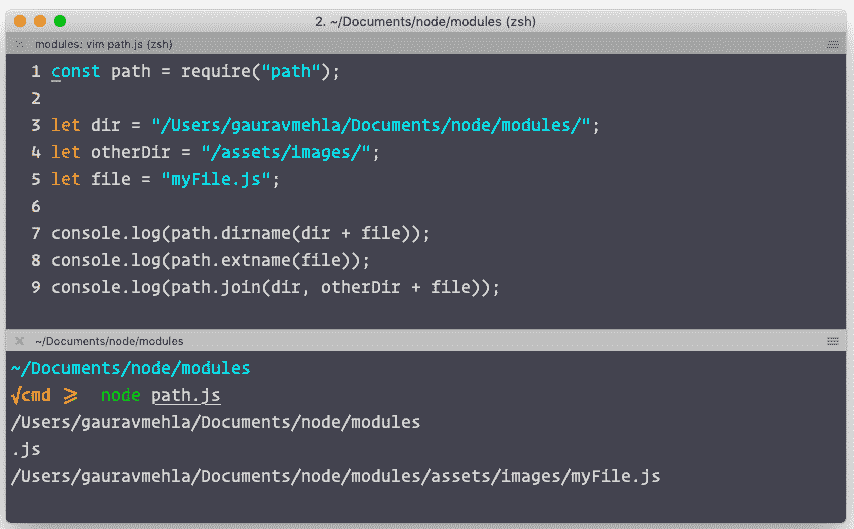 2. ~/Documents/node/modules (zsh)
modules: vim path.js (zsh)
1 const path = require("path");
2
3 let dir = "/Users/gauravmehla/Documents/node/modules/";
4 let otherDir = "/assets/images/";
5 let file = "myFile.js";
6
7 console.log(path.dirname(dir + file));
8 console.log(path.extname(file));
9 console.log(path.join(dir, otherDir + file));
~/Documents/node/modules
~/Documents/node/modules
√cmd ⩾ node path.js
/Users/gauravmehla/Documents/node/modules
.js
/Users/gauravmehla/Documents/node/modules/assets/images/myFile.js